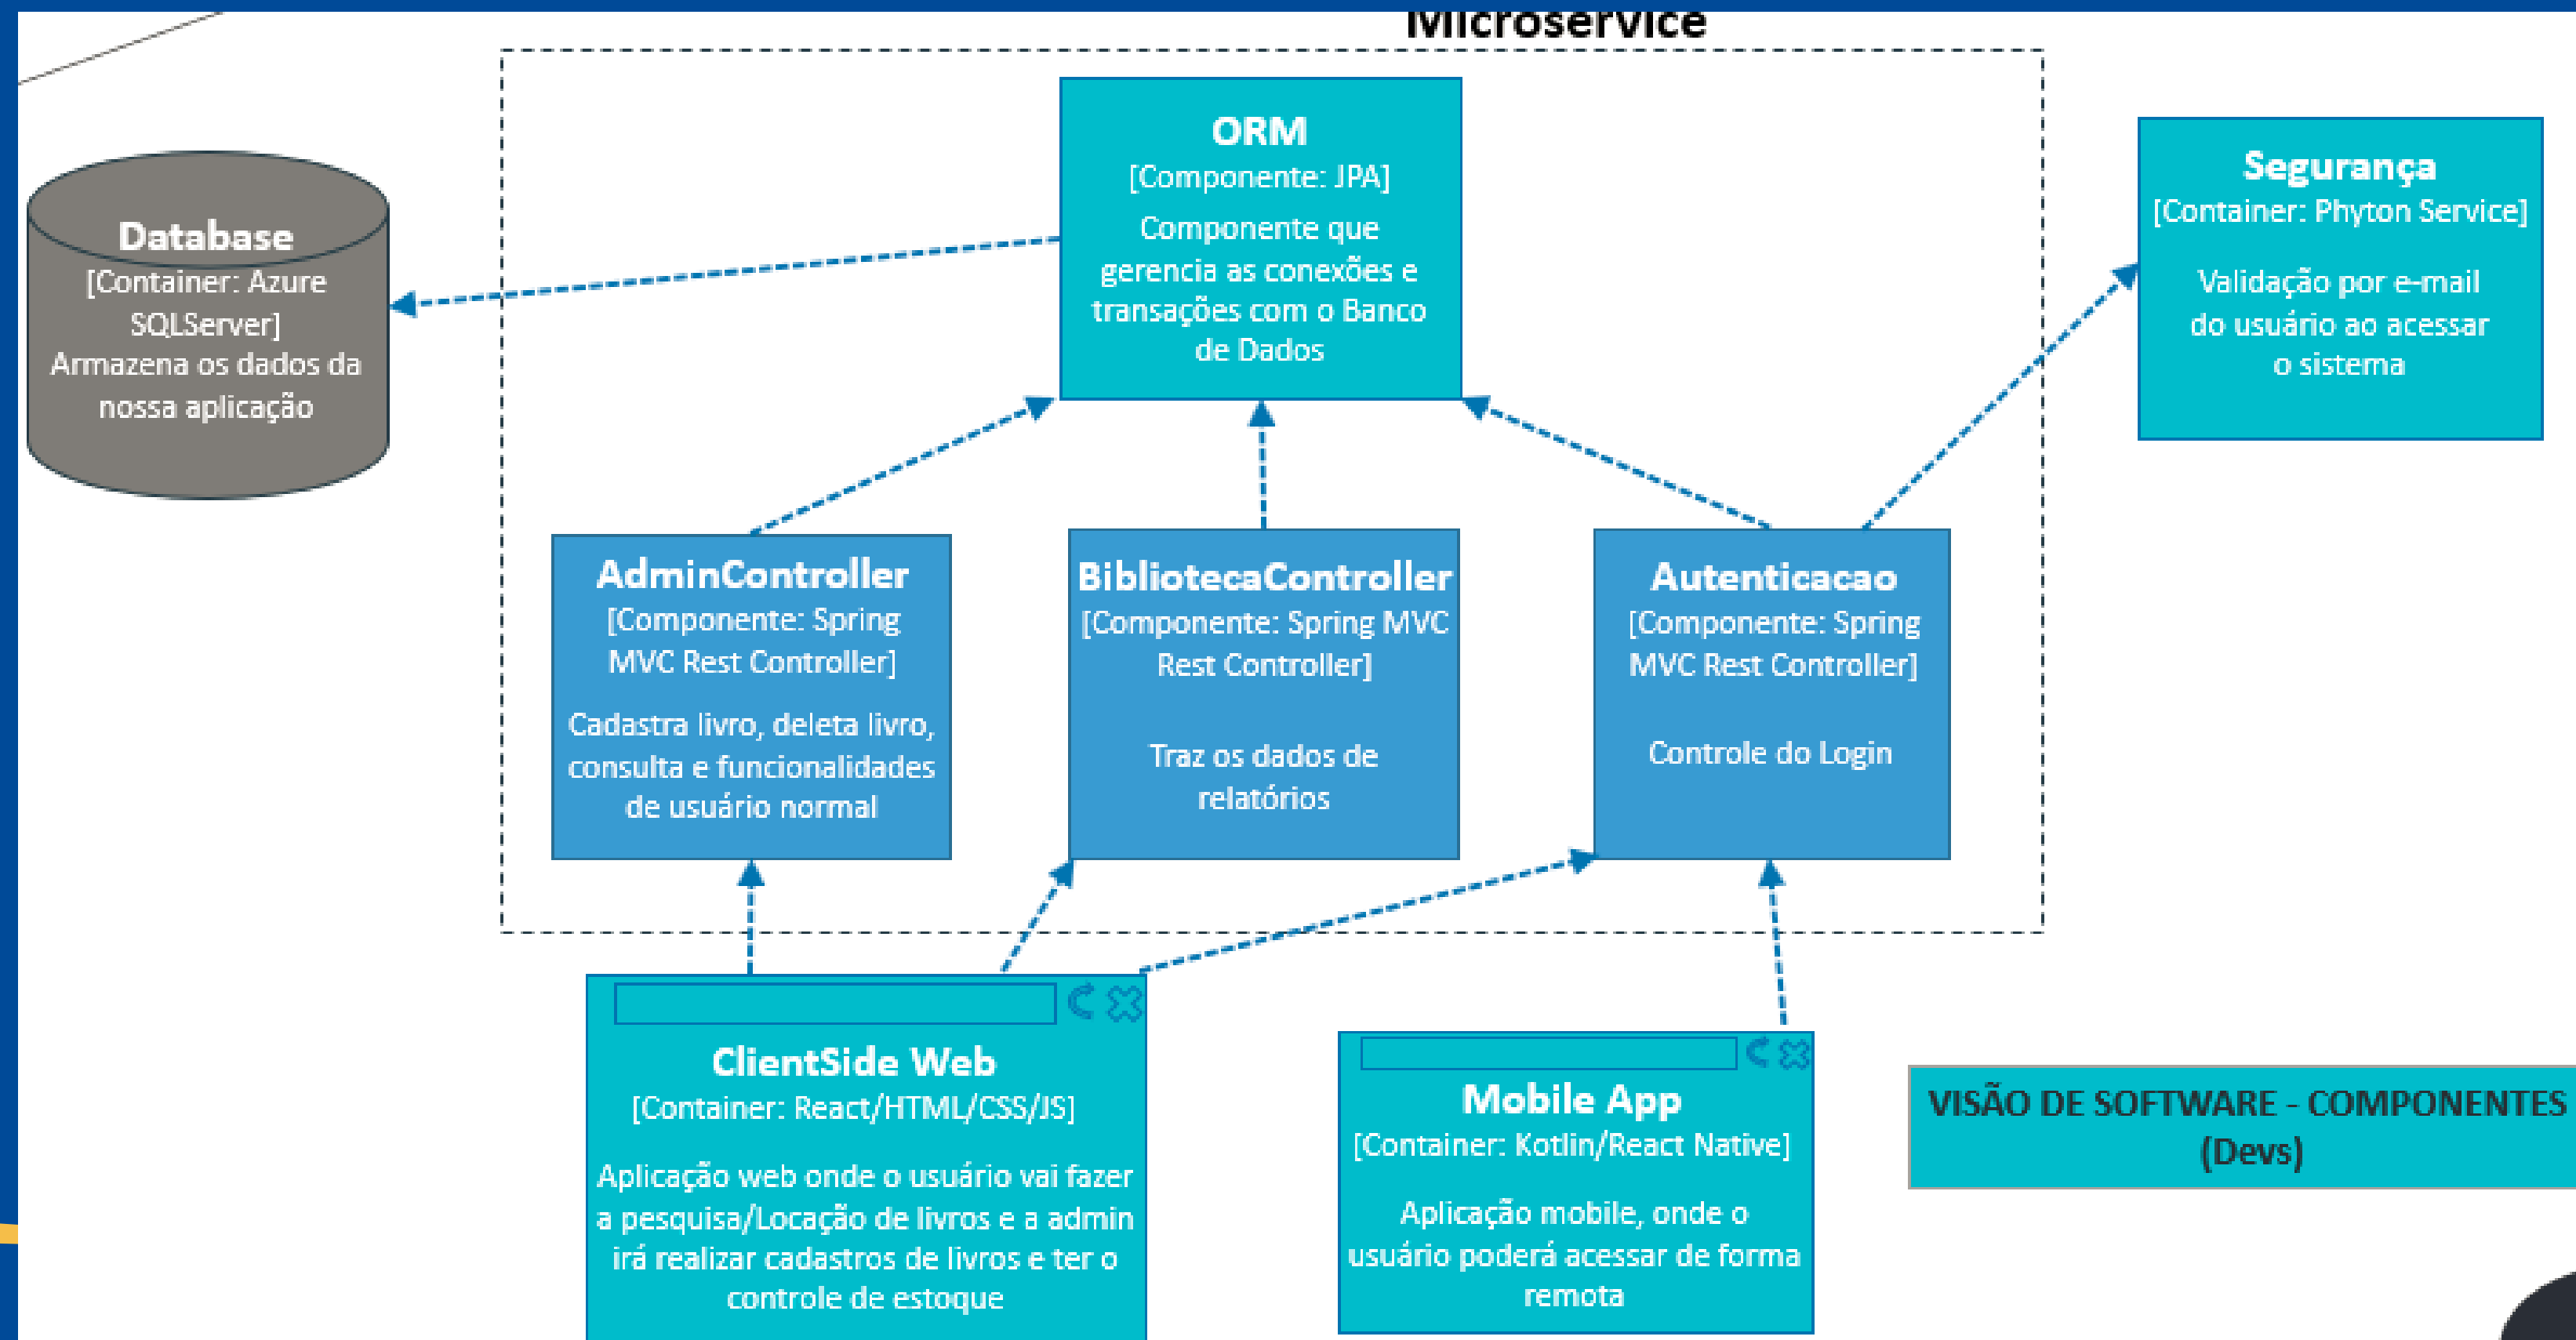 Microservice
ORM
[Componente: JPA]
Componente que
gerencia as conexões e
transações com o Banco
de Dados
Segurança
[Container: Phyton Service]
Validação por e-mail
do usuário ao acessar
o sistema
Database
[Container: Azure
SQLServer]
Armazena os dados da
nossa aplicação
AdminController
[Componente: Spring
MVC Rest Controller]
Cadastra livro, deleta livro,
consulta e funcionalidades
de usuário normal
BibliotecaController
[Componente: Spring MVC
Rest Controller]
Traz os dados de
relatórios
Autenticacao
[Componente: Spring
MVC Rest Controller]
Controle do Login
ClientSide Web
[Container: React/HTML/CSS/JS]
Aplicação web onde o usuário vai fazer
a pesquisa/Locação de livros e a admin
irá realizar cadastros de livros e ter o
controle de estoque
Mobile App
[Container: Kotlin/React Native]
Aplicação mobile, onde o
usuário poderá acessar de forma
remota
VISÃO DE SOFTWARE - COMPONENTES
(Devs)